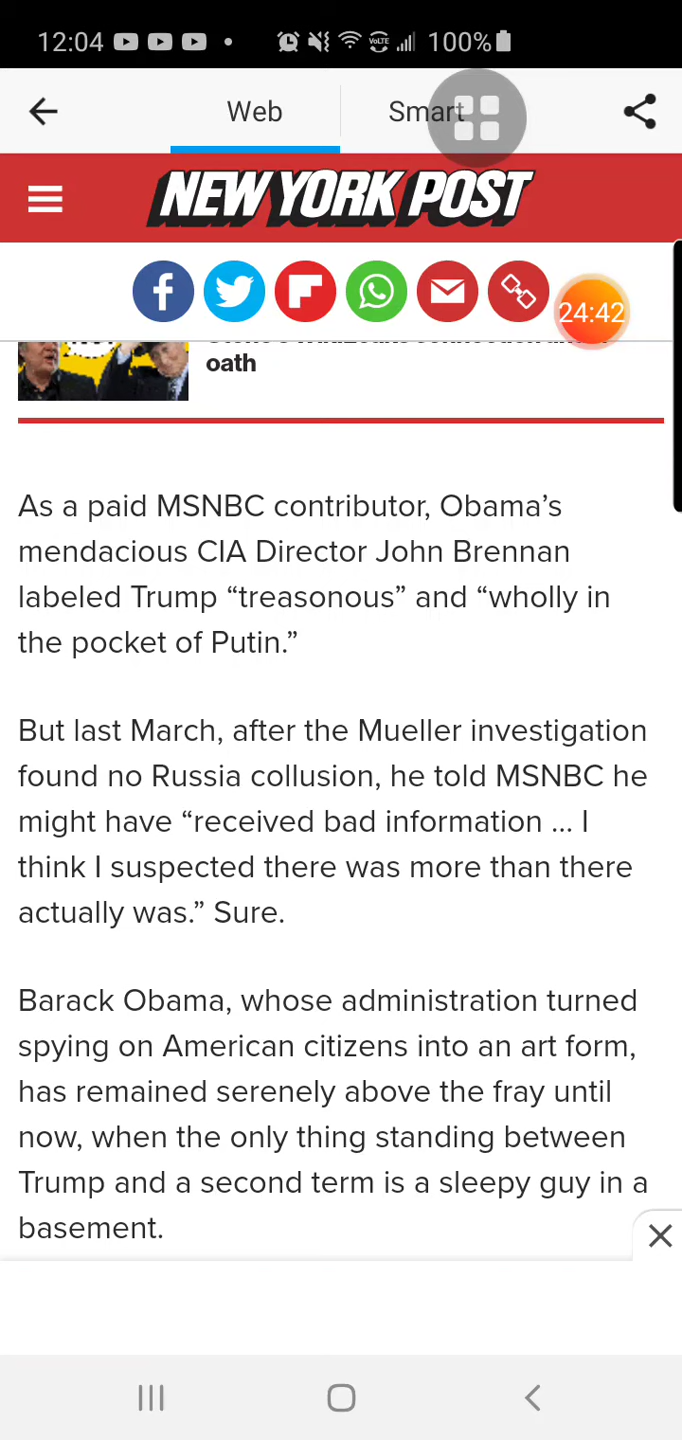 12:04 100%
Web Smart
NEW YORK POST
24:42
oath
As a paid MSNBC contributor, Obama’s
mendacious CIA Director John Brennan
labeled Trump “treasonous” and “wholly in
the pocket of Putin.”
But last March, after the Mueller investigation
found no Russia collusion, he told MSNBC he
might have “received bad information ... I
think I suspected there was more than there
actually was.” Sure.
Barack Obama, whose administration turned
spying on American citizens into an art form,
has remained serenely above the fray until
now, when the only thing standing between
Trump and a second term is a sleepy guy in a
basement.